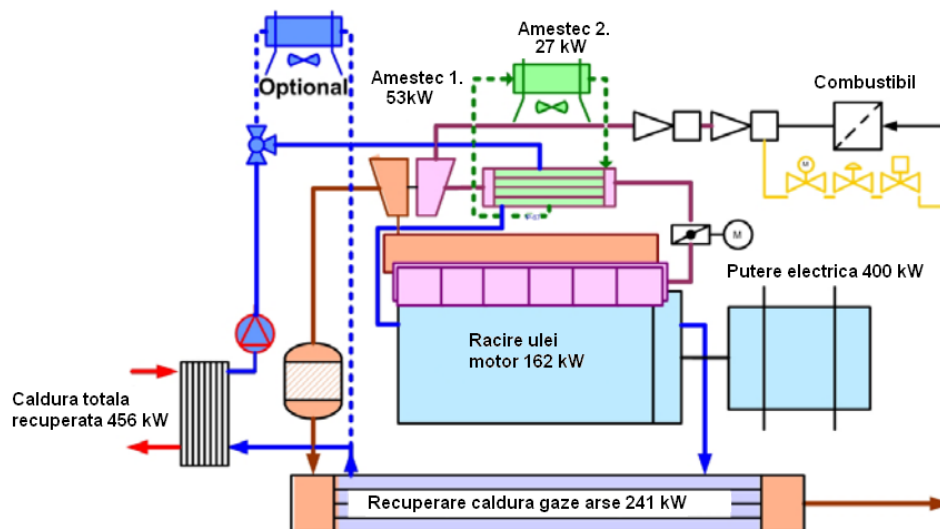 Amestec 2.
27 kW
Optional
Amestec 1.
53kW
Combustibil
M
M
Putere electrica 400 kW
Racire ulei
motor 162 kW
Caldura totala
recuperata 456 kW
Recuperare caldura gaze arse 241 kW